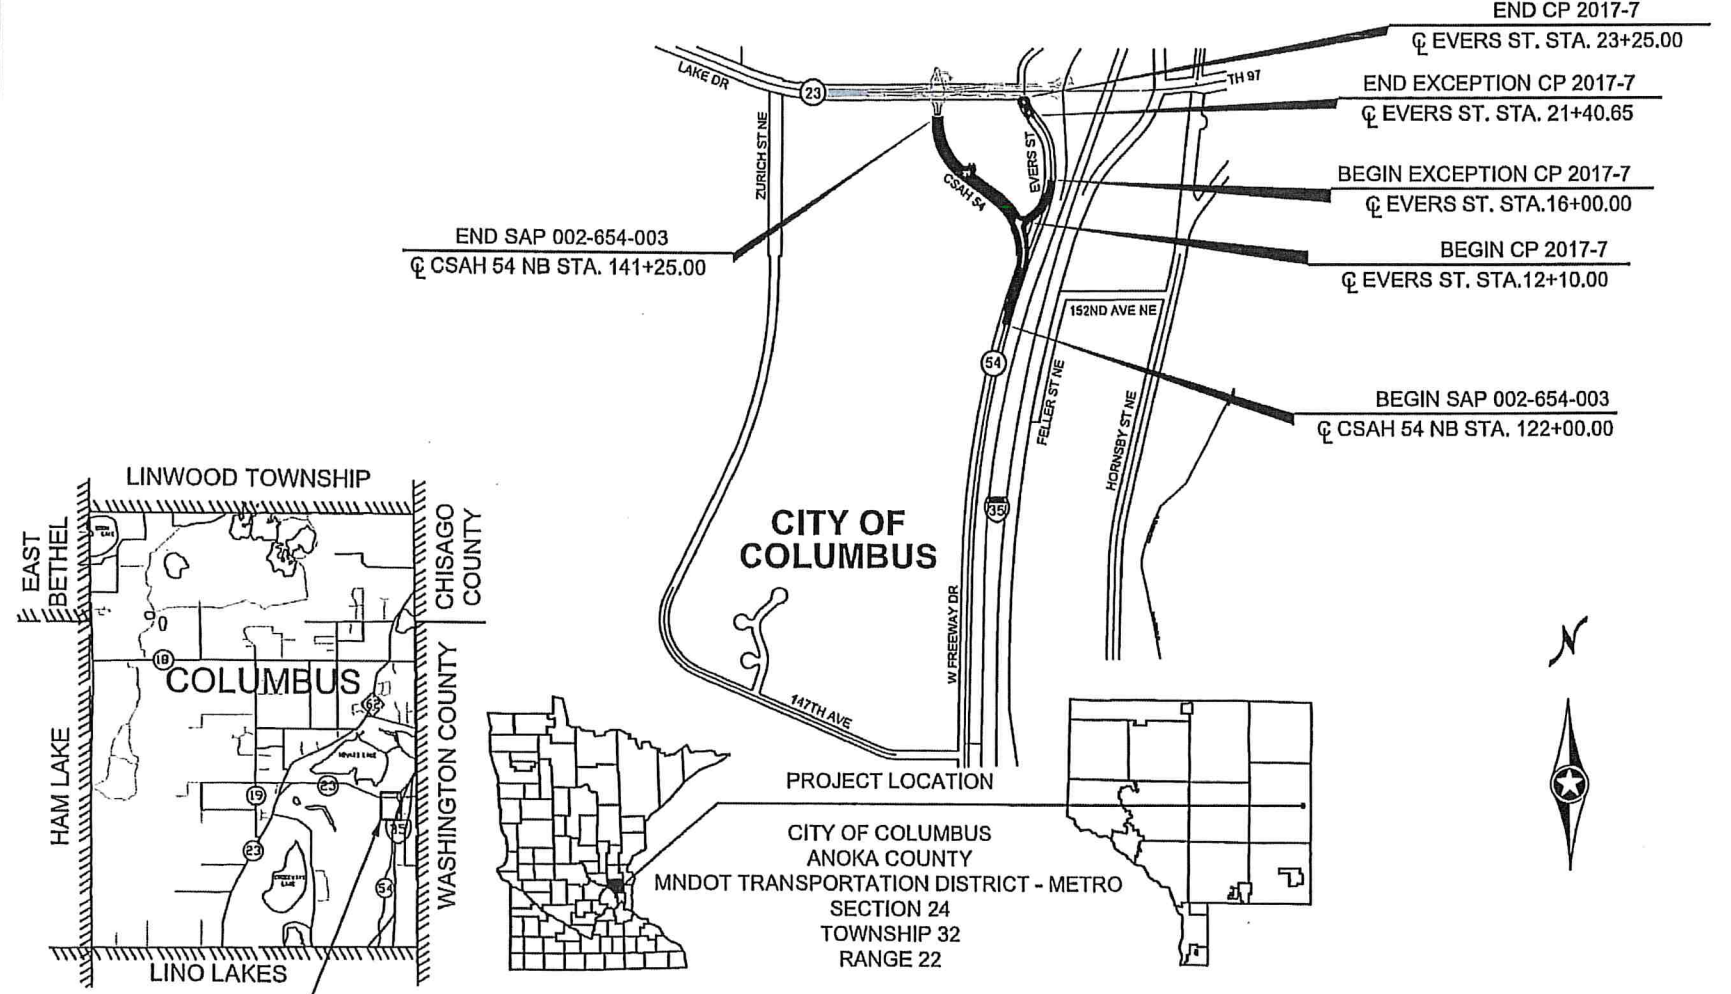 END CP 2017-7
℄ EVERS ST. STA. 23+25.00
END EXCEPTION CP 2017-7
℄ EVERS ST. STA. 21+40.65
BEGIN EXCEPTION CP 2017-7
℄ EVERS ST. STA.16+00.00
BEGIN CP 2017-7
℄ EVERS ST. STA.12+10.00
BEGIN SAP 002-654-003
℄ CSAH 54 NB STA. 122+00.00
END SAP 002-654-003
℄ CSAH 54 NB STA. 141+25.00
LAKE DR
23
TH 97
ZURICH ST NE
EVERS ST
CSAH 54
152ND AVE NE
54
FELLER ST NE
HORNSBY ST NE
35
CITY OF
COLUMBUS
W FREEWAY DR
147TH AVE
N
LINWOOD TOWNSHIP
EAST
BETHEL
CHISAGO
COUNTY
18
COLUMBUS
62
HAM LAKE
WASHINGTON COUNTY
23
19
35
23
54
LINO LAKES
PROJECT LOCATION
CITY OF COLUMBUS
ANOKA COUNTY
MNDOT TRANSPORTATION DISTRICT - METRO
SECTION 24
TOWNSHIP 32
RANGE 22